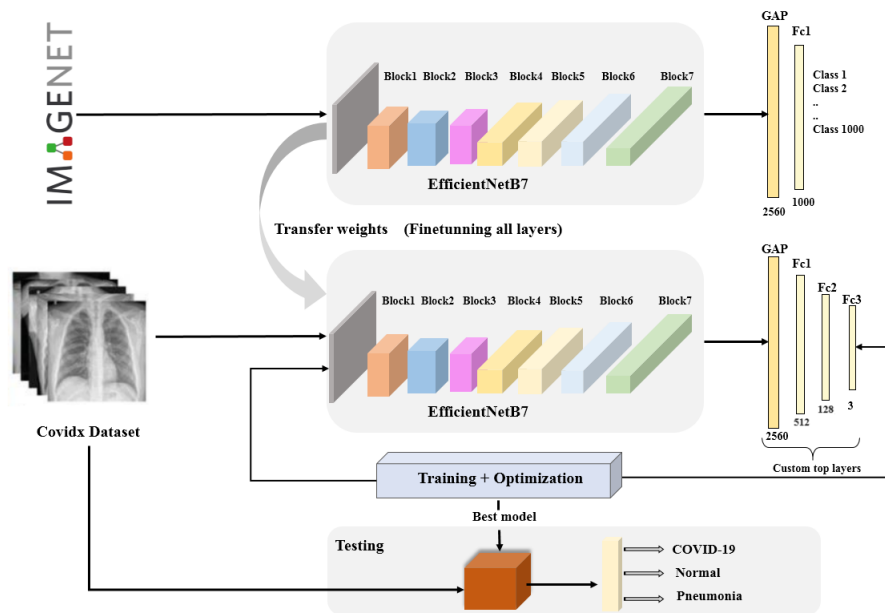 IMAGENET
GAP
Fc1
Block1 Block2 Block3 Block4 Block5 Block6 Block7
Class 1
Class 2
..
..
Class 1000
EfficientNetB7
1000
2560
Transfer weights (Finetunning all layers)
GAP
Fc1
Fc2
Fc3
Block1 Block2 Block3 Block4 Block5 Block6 Block7
EfficientNetB7
3
128
512
2560
Covidx Dataset
Custom top layers
Training + Optimization
Best model
Testing
COVID-19
Normal
Pneumonia